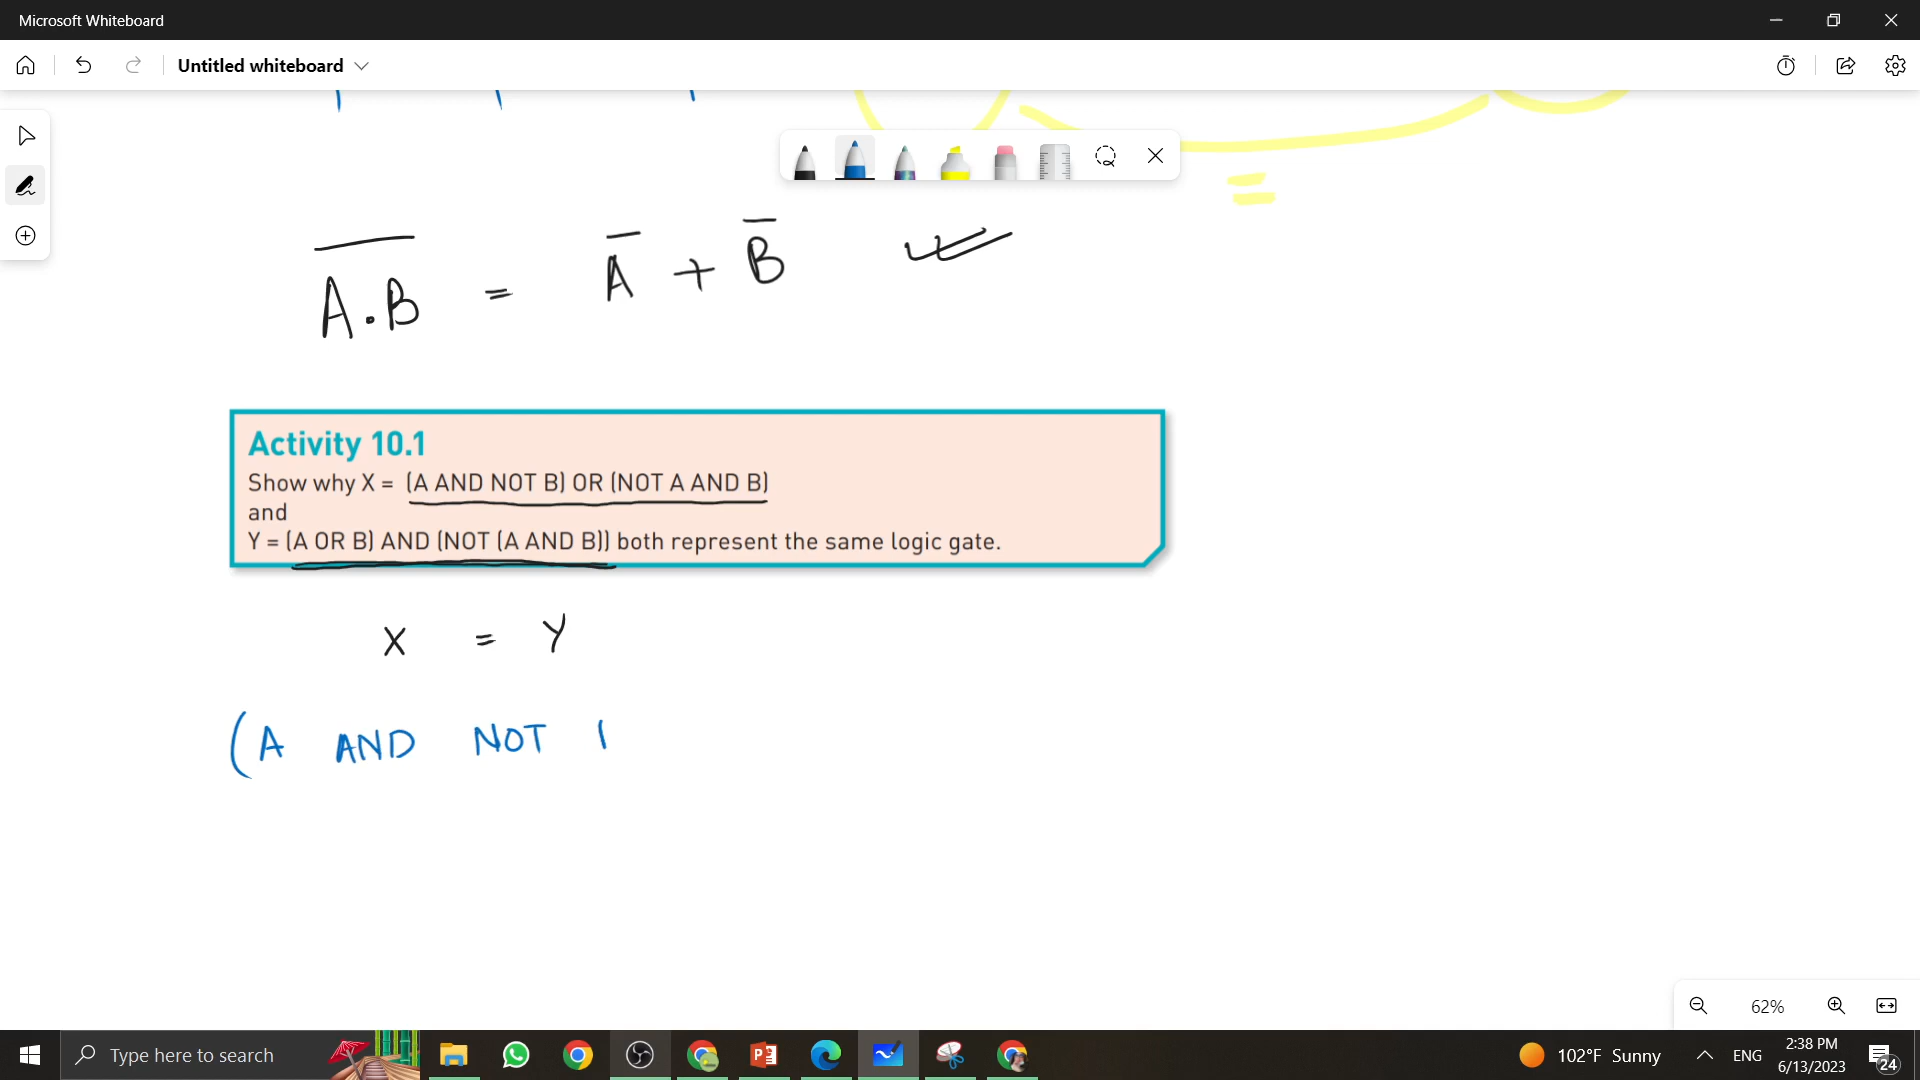 Microsoft Whiteboard
Untitled whiteboard
A̅.̅B̅ = A̅ + B̅
Activity 10.1
Show why X = (A AND NOT B) OR (NOT A AND B)
and
Y = (A OR B) AND (NOT (A AND B)) both represent the same logic gate.
X = Y
(A AND NOT
62%
Type here to search
102°F Sunny
ENG
2:38 PM
6/13/2023
24